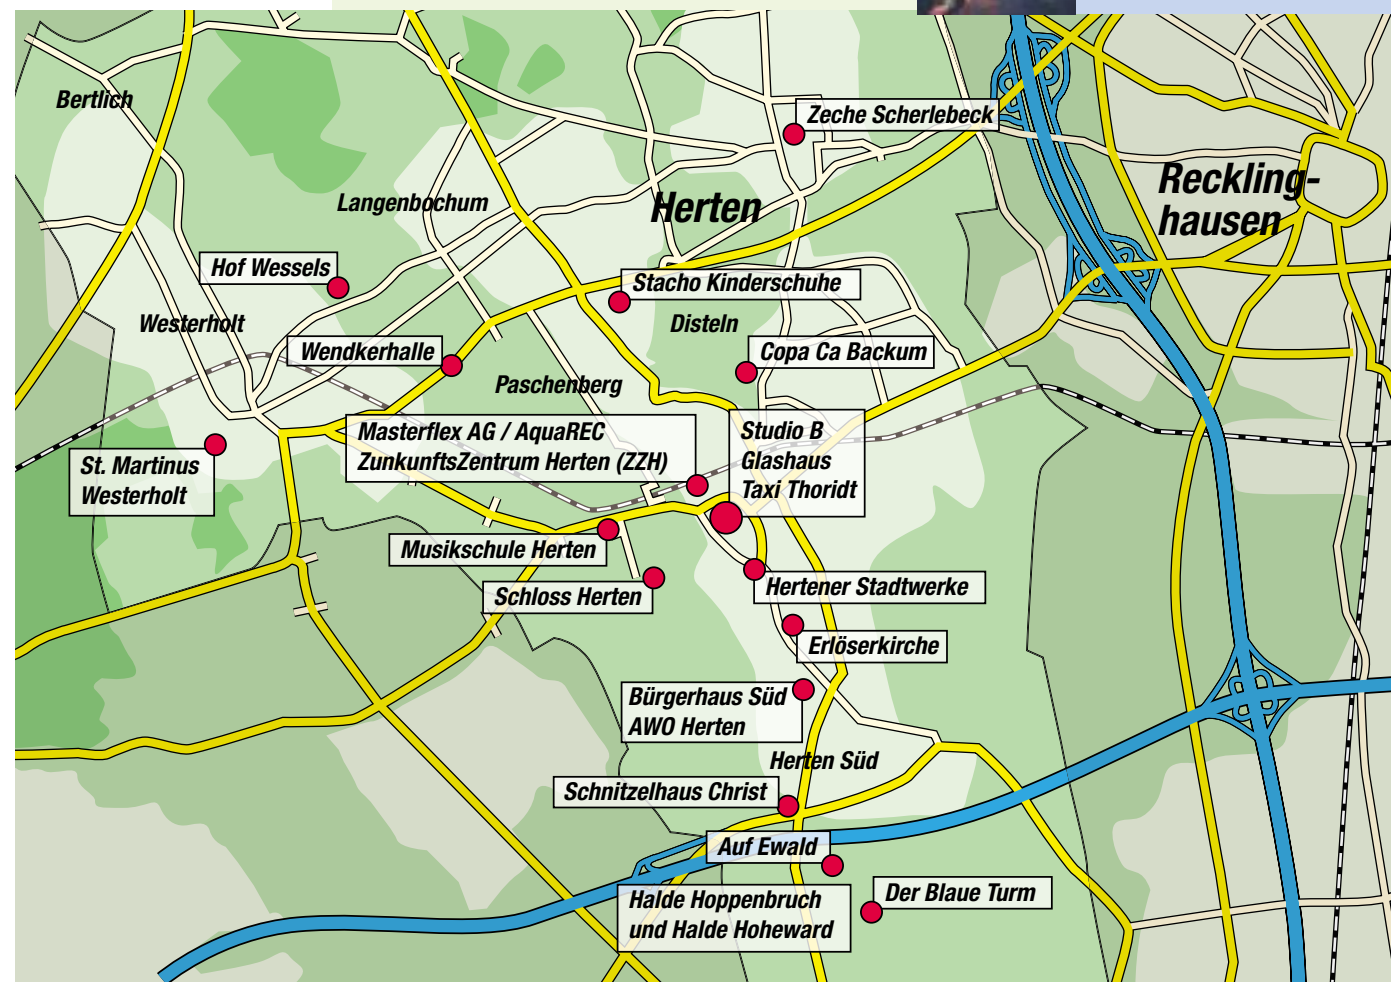 Bertlich
Zeche Scherlebeck
Langenbochum
Herten
Reckling-
hausen
Hof Wessels
Stacho Kinderschuhe
Westerholt
Disteln
Wendkerhalle
Copa Ca Backum
Paschenberg
Masterflex AG / AquaREC
ZunkunftsZentrum Herten (ZZH)
Studio B
Glashaus
Taxi Thoridt
St. Martinus
Westerholt
Musikschule Herten
Schloss Herten
Hertener Stadtwerke
Erlöserkirche
Bürgerhaus Süd
AWO Herten
Herten Süd
Schnitzelhaus Christ
Auf Ewald
Halde Hoppenbruch
und Halde Hoheward
Der Blaue Turm